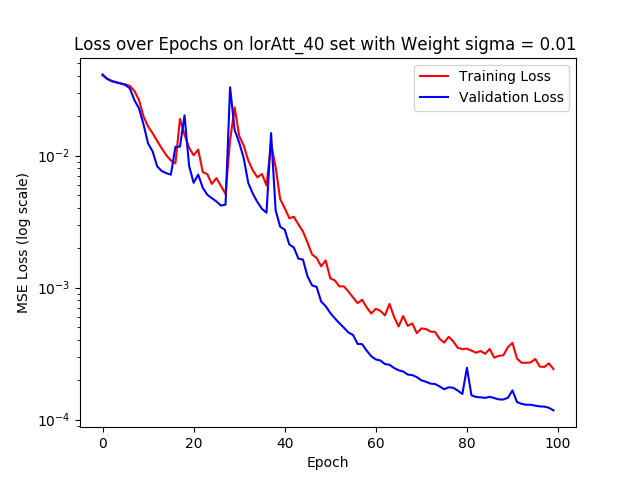 Loss over Epochs on lorAtt_40 set with Weight sigma = 0.01
Training Loss
Validation Loss
MSE Loss (log scale)
10⁻²
10⁻³
10⁻⁴
0 20 40 60 80 100
Epoch